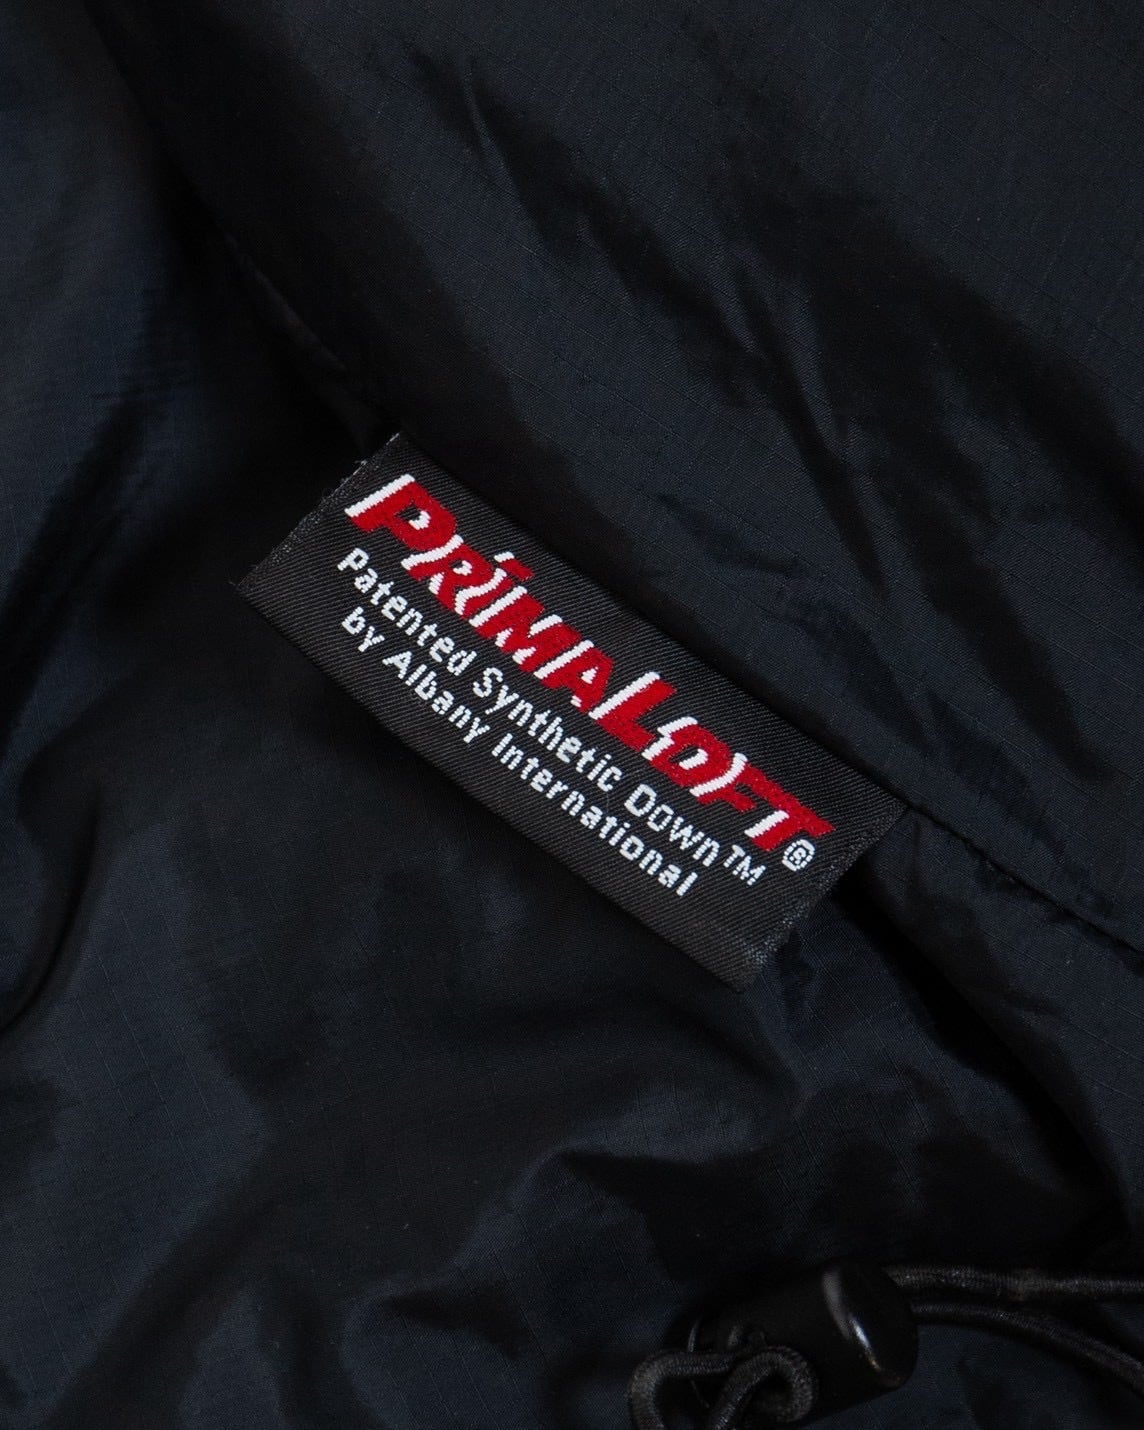 PRIMALOFT®
Patented Synthetic Down™
by Albany International